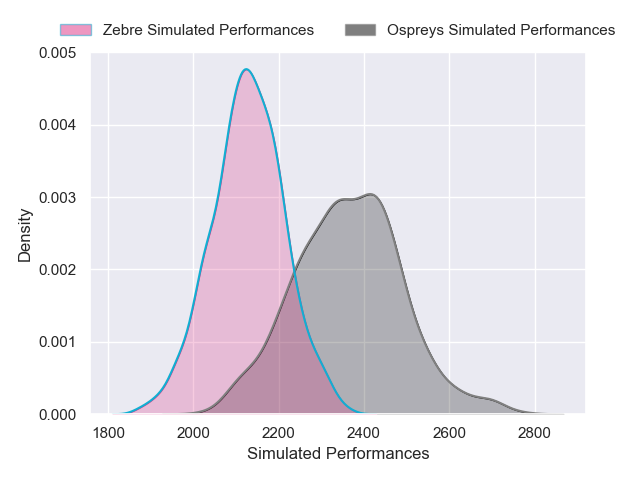 Zebre Simulated Performances Ospreys Simulated Performances
0.005
0.004
0.003
0.002
0.001
0.000
Density
1800 2000 2200 2400 2600 2800
Simulated Performances